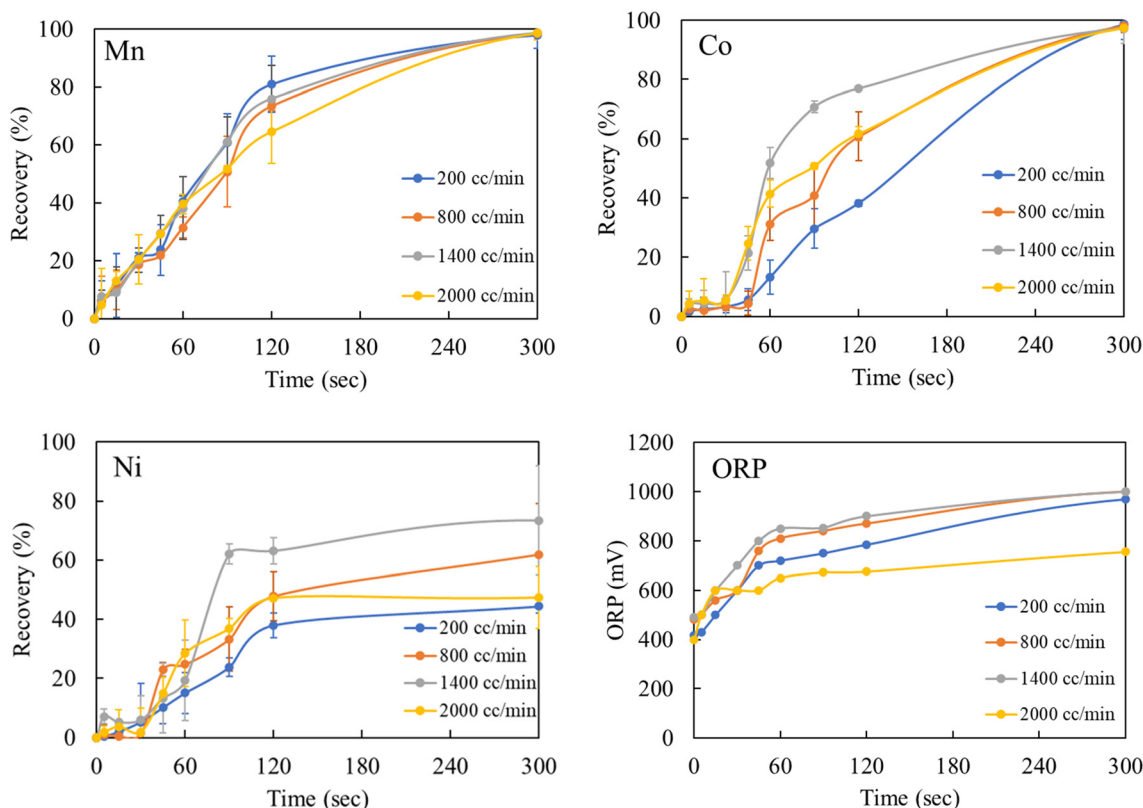 Mn
Recovery (%)
100
80
60
40
20
0
200 cc/min
800 cc/min
1400 cc/min
2000 cc/min
0 60 120 180 240 300
Time (sec)
Co
Recovery (%)
100
80
60
40
20
0
200 cc/min
800 cc/min
1400 cc/min
2000 cc/min
0 60 120 180 240 300
Time (sec)
Ni
Recovery (%)
100
80
60
40
20
0
200 cc/min
800 cc/min
1400 cc/min
2000 cc/min
0 60 120 180 240 300
Time (sec)
ORP
ORP (mV)
1200
1000
800
600
400
200
0
200 cc/min
800 cc/min
1400 cc/min
2000 cc/min
0 60 120 180 240 300
Time (sec)